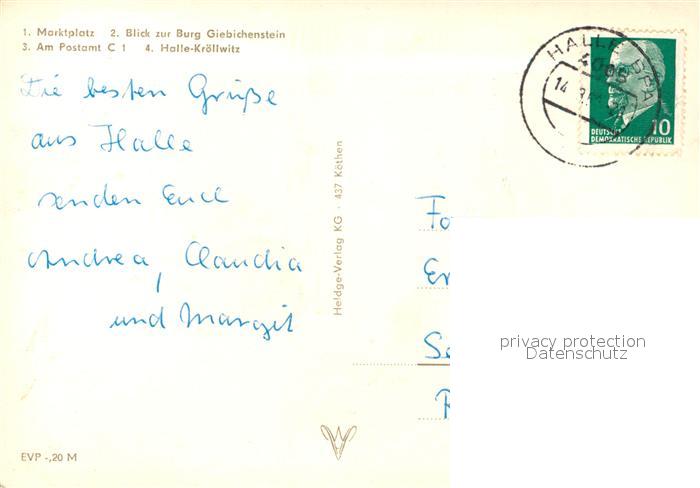 1. Marktplatz 2. Blick zur Burg Giebichenstein
3. Am Postamt C 1 4. Halle-Kröllwitz
Die besten Grüße
aus Halle
senden Euch
Andrea, Claudia
und Margit
Heldge-Verlag KG · 437 Köthen
HALLE BPA
14
10
DEUTSCHE
DEMOKRATISCHE REPUBLIK
privacy protection
Datenschutz
EVP -,20 M